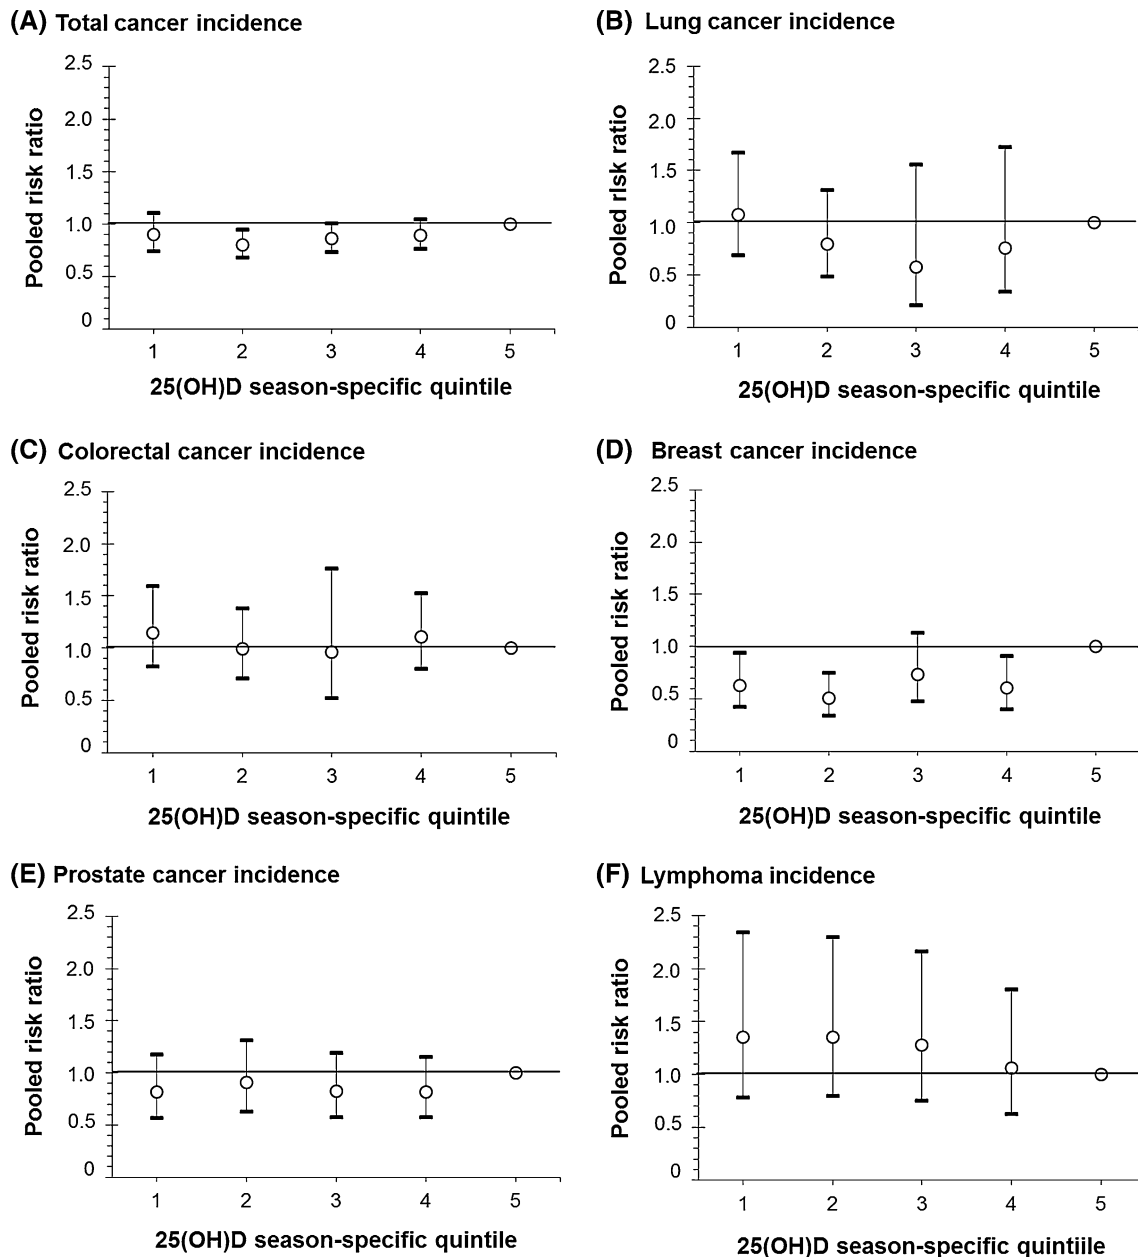 (A) Total cancer incidence
2.5
2.0
1.5
1.0
0.5
0
Pooled risk ratio
1 2 3 4 5
25(OH)D season-specific quintile
(B) Lung cancer incidence
2.5
2.0
1.5
1.0
0.5
0
Pooled risk ratio
1 2 3 4 5
25(OH)D season-specific quintile
(C) Colorectal cancer incidence
2.5
2.0
1.5
1.0
0.5
0
Pooled risk ratio
1 2 3 4 5
25(OH)D season-specific quintile
(D) Breast cancer incidence
2.5
2.0
1.5
1.0
0.5
0
Pooled risk ratio
1 2 3 4 5
25(OH)D season-specific quintile
(E) Prostate cancer incidence
2.5
2.0
1.5
1.0
0.5
0
Pooled risk ratio
1 2 3 4 5
25(OH)D season-specific quintile
(F) Lymphoma incidence
2.5
2.0
1.5
1.0
0.5
0
Pooled risk ratio
1 2 3 4 5
25(OH)D season-specific quintiile